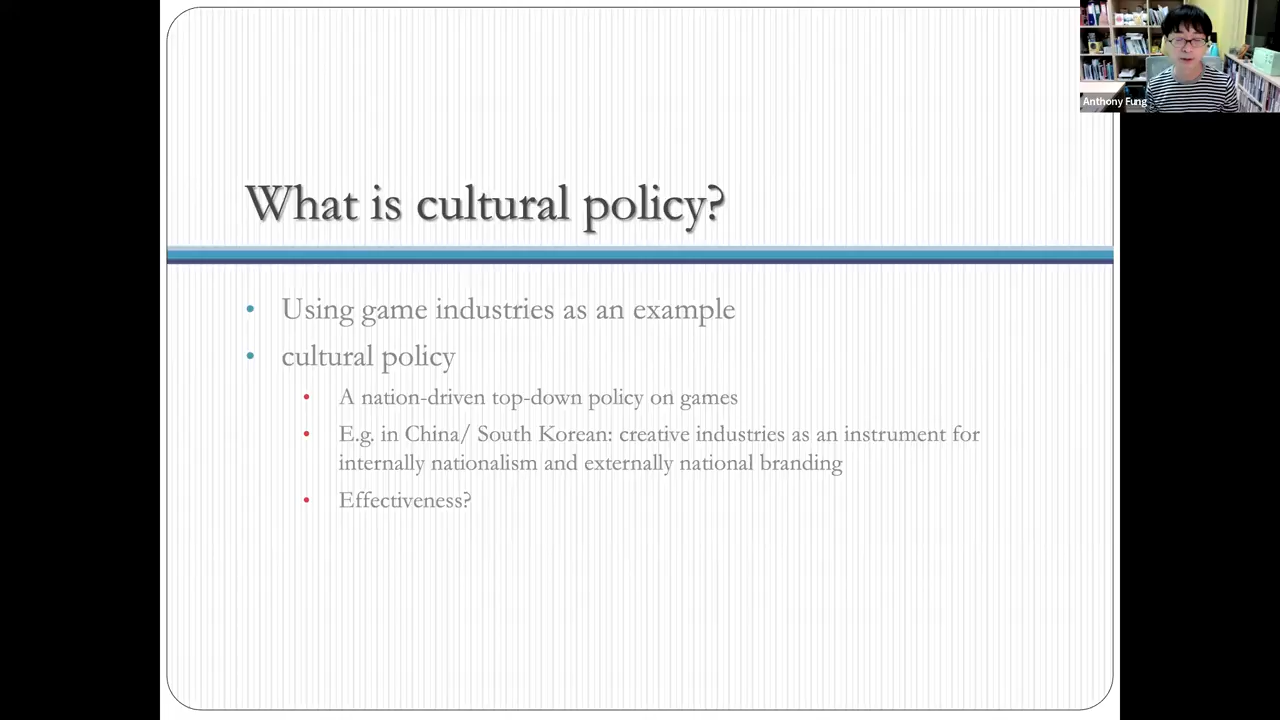 Anthony Fung
What is cultural policy?
• Using game industries as an example
• cultural policy
• A nation-driven top-down policy on games
• E.g. in China/ South Korean: creative industries as an instrument for
internally nationalism and externally national branding
• Effectiveness?